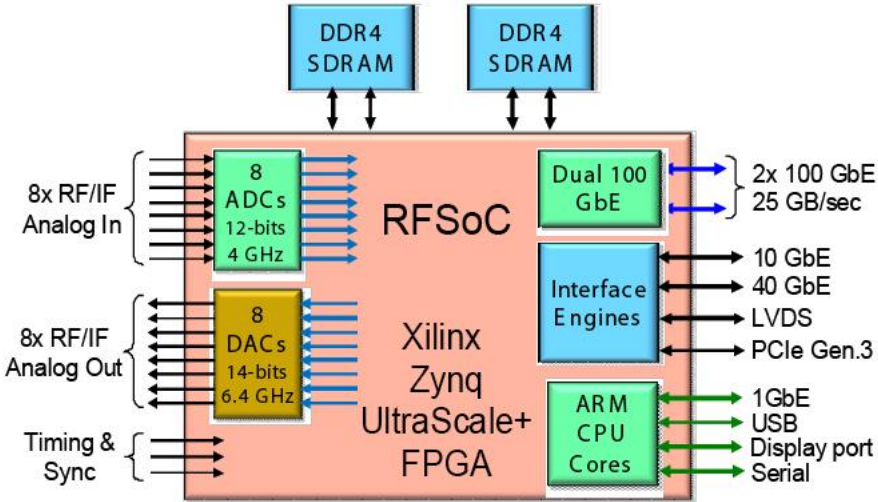 DDR4
SDRAM
DDR4
SDRAM
8x RF/IF
Analog In
8
ADCs
12-bits
4 GHz
RFSoC
Dual 100
GbE
2x 100 GbE
25 GB/sec
Interface
Engines
10 GbE
40 GbE
LVDS
PCIe Gen.3
8x RF/IF
Analog Out
8
DACs
14-bits
6.4 GHz
Xilinx
Zynq
UltraScale+
FPGA
ARM
CPU
Cores
1GbE
USB
Display port
Serial
Timing &
Sync